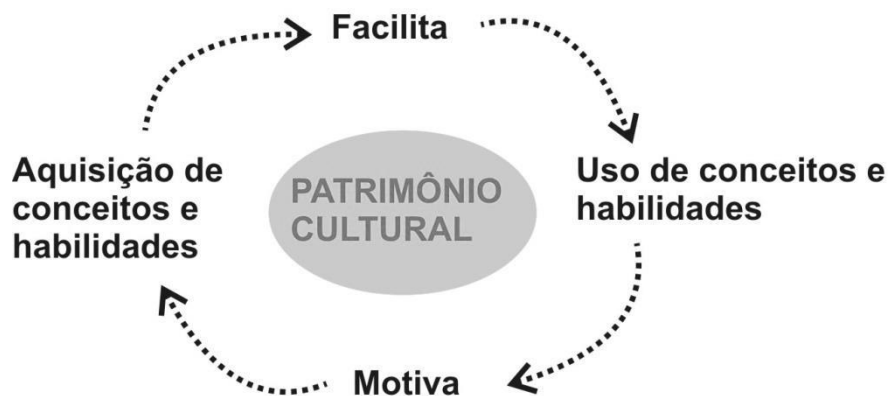 Facilita
Aquisição de
conceitos e
habilidades
PATRIMÔNIO
CULTURAL
Uso de conceitos e
habilidades
Motiva